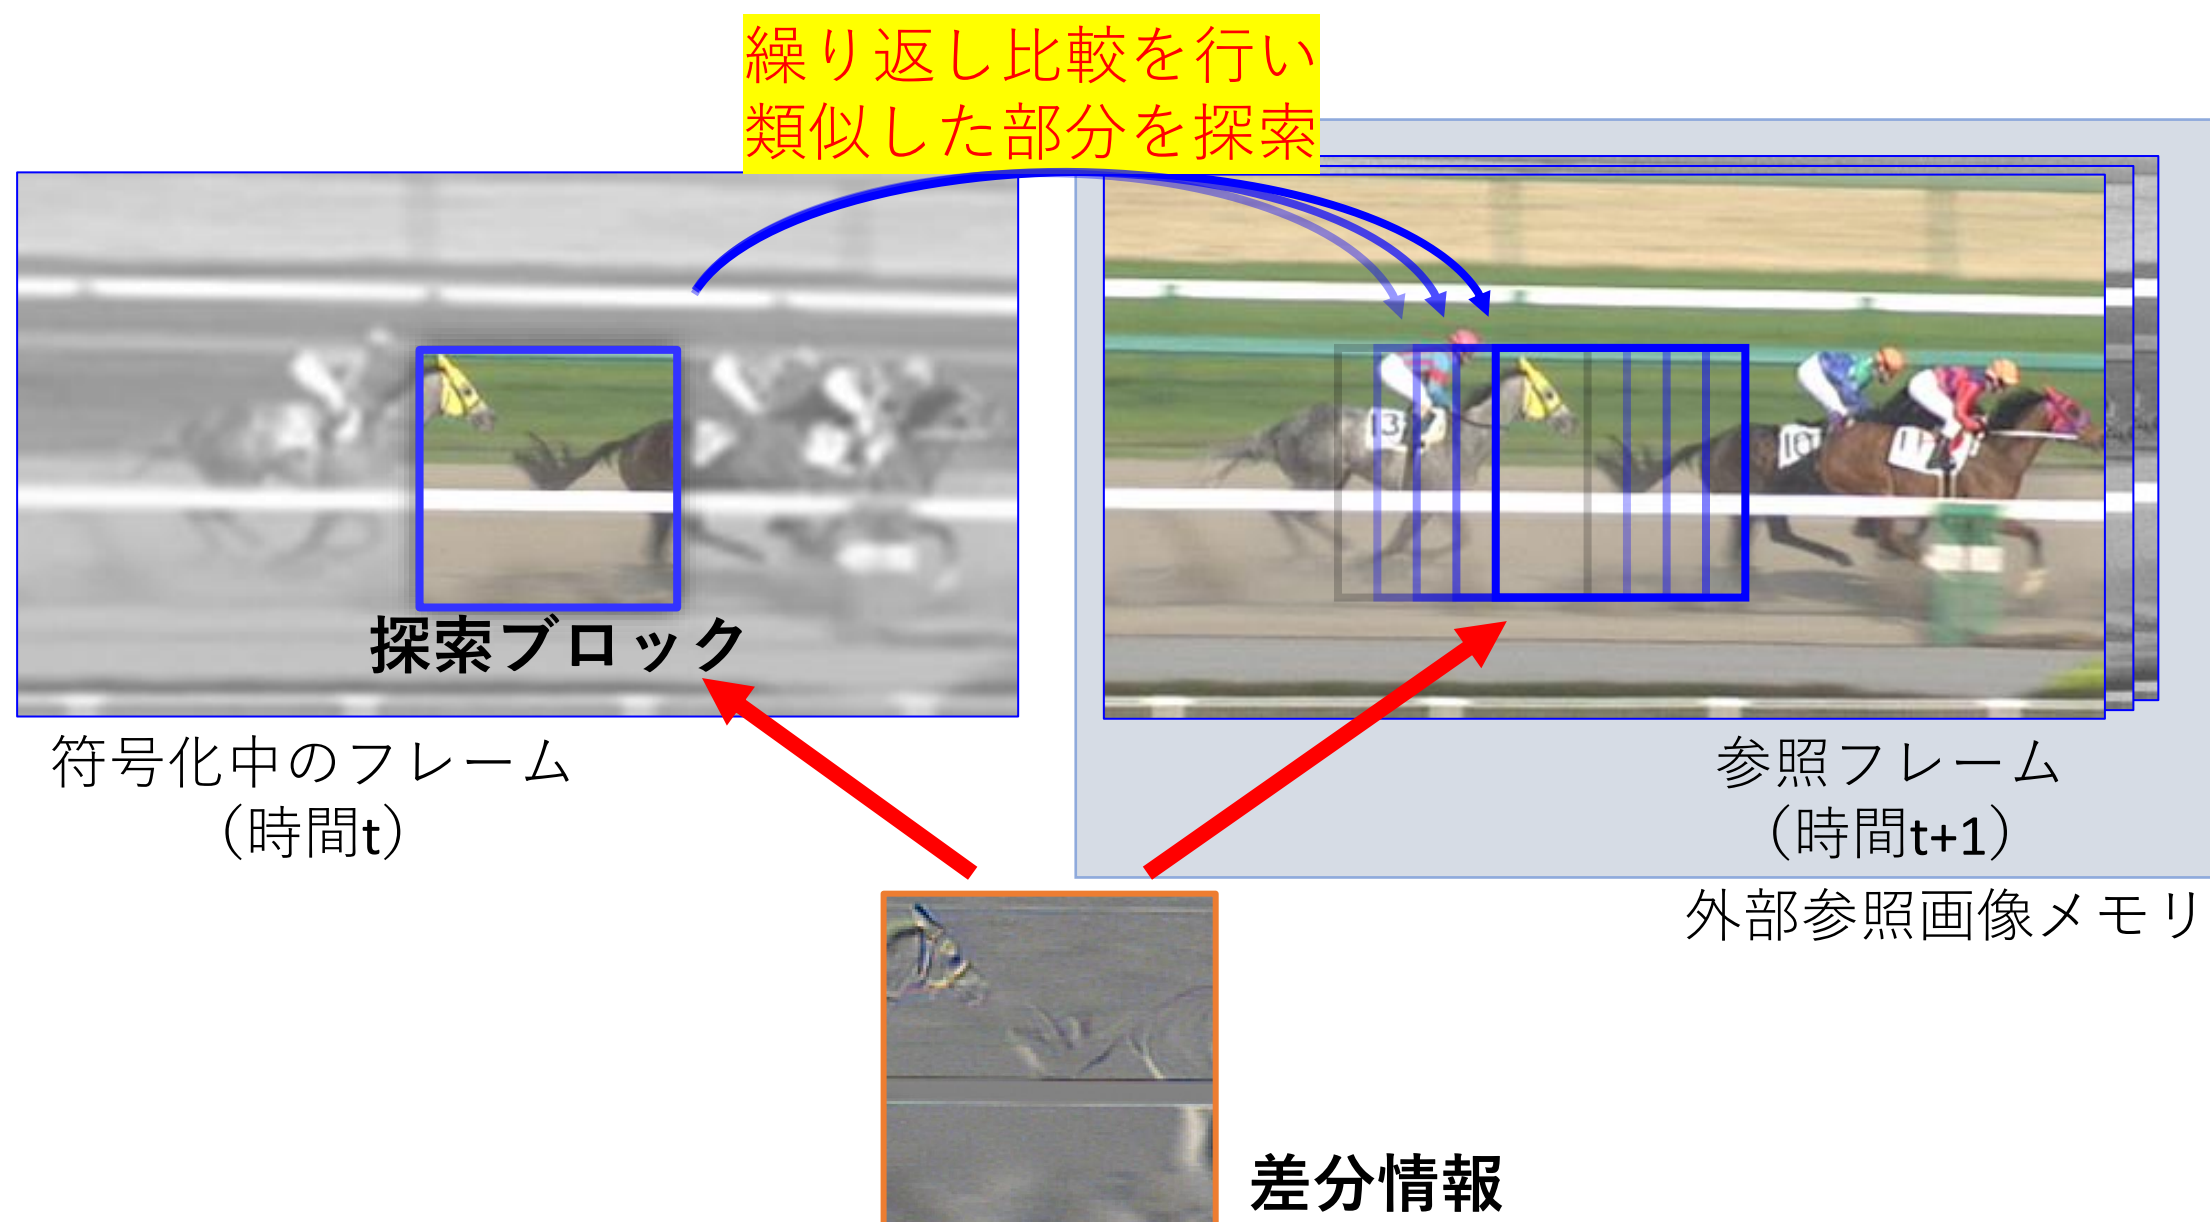 繰り返し比較を行い
類似した部分を探索
探索ブロック
符号化中のフレーム
（時間t）
13
10
11
参照フレーム
（時間t+1）
外部参照画像メモリ
差分情報